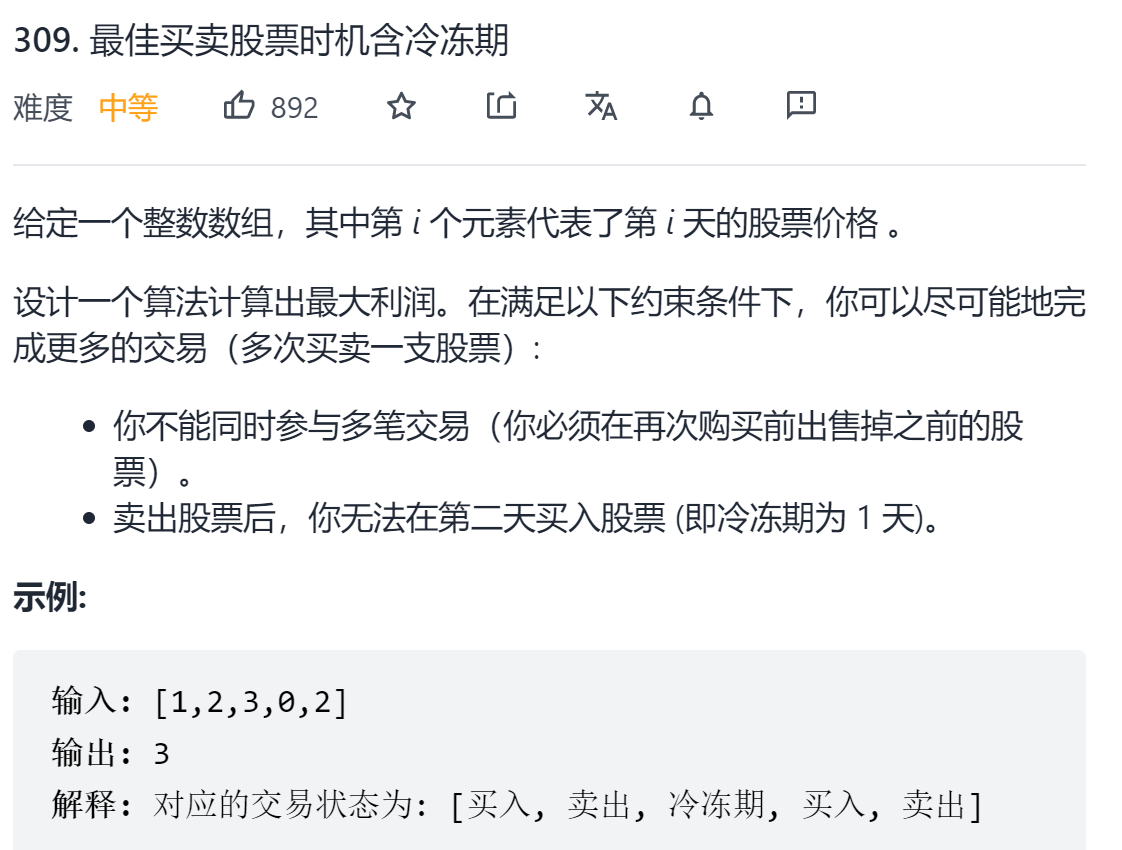 309. 最佳买卖股票时机含冷冻期
难度 中等 892
给定一个整数数组，其中第 i 个元素代表了第 i 天的股票价格 。
设计一个算法计算出最大利润。在满足以下约束条件下，你可以尽可能地完
成更多的交易（多次买卖一支股票）:
• 你不能同时参与多笔交易（你必须在再次购买前出售掉之前的股
票）。
• 卖出股票后，你无法在第二天买入股票 (即冷冻期为 1 天)。
示例:
输入: [1,2,3,0,2]
输出: 3
解释: 对应的交易状态为: [买入, 卖出, 冷冻期, 买入, 卖出]